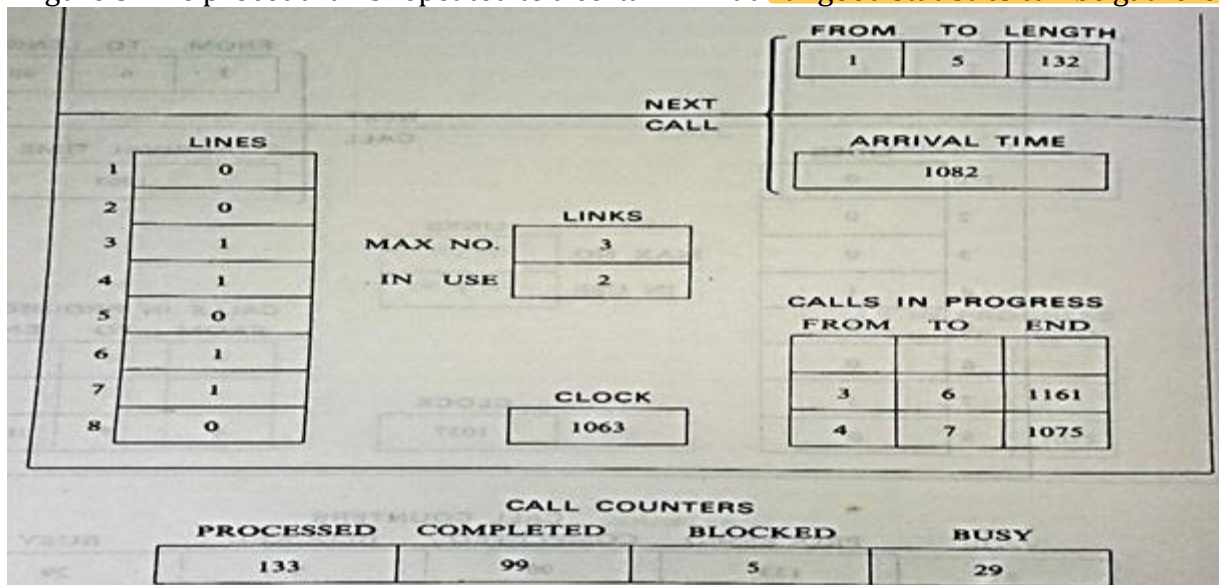 FROM TO LENGTH
1 5 132
NEXT CALL
ARRIVAL TIME
1082
LINES
1 0
2 0
3 1
4 1
5 0
6 1
7 1
8 0
LINKS
MAX NO. 3
IN USE 2
CLOCK
1063
CALLS IN PROGRESS
FROM TO END
3 6 1161
4 7 1075
CALL COUNTERS
PROCESSED COMPLETED BLOCKED BUSY
133 99 5 29